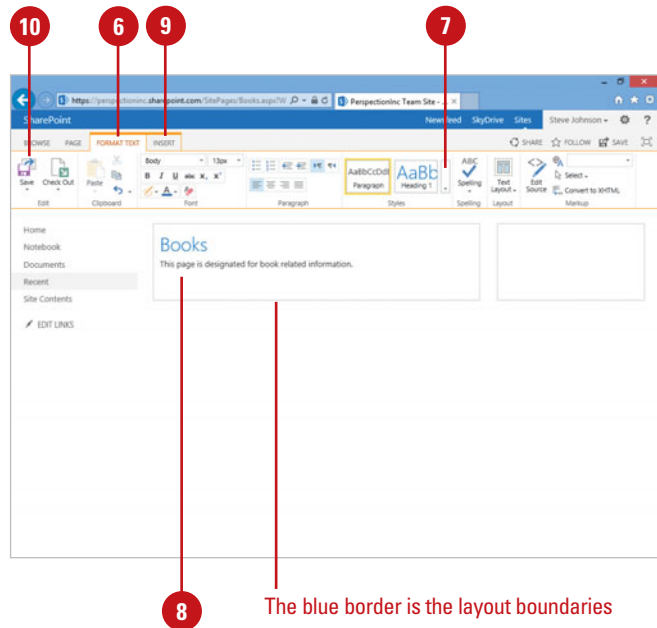 10 6 9 7
https://perspectioninc.sharepoint.com/SitePages/Books.aspx?W PerspectionInc Team Site - ...
SharePoint Newsfeed SkyDrive Sites Steve Johnson ?
BROWSE PAGE FORMAT TEXT INSERT SHARE FOLLOW SAVE
Body 13px
Save Check Out Paste B I U abc x, x' AaBbCcDdI Paragraph AaBb Heading 1 ABC Spelling Text Layout Edit Source Select Convert to XHTML
Edit Clipboard Font Paragraph Styles Spelling Layout Markup
Home
Notebook
Documents
Recent
Site Contents
EDIT LINKS
Books
This page is designated for book related information.
8
The blue border is the layout boundaries